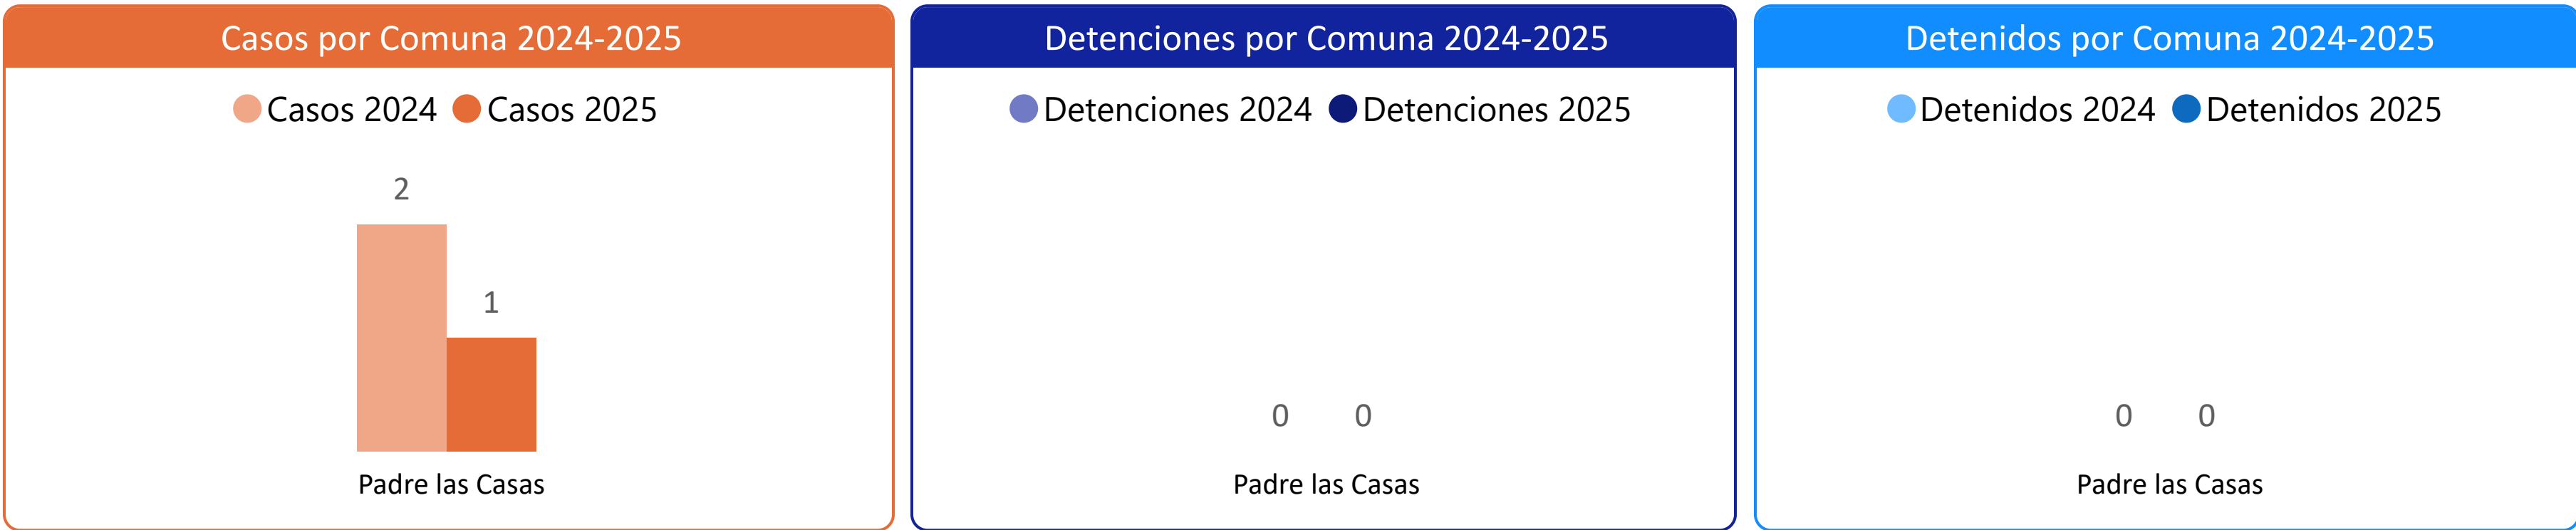 Casos por Comuna 2024-2025
Casos 2024 Casos 2025
2
1
Padre las Casas
Detenciones por Comuna 2024-2025
Detenciones 2024 Detenciones 2025
0 0
Padre las Casas
Detenidos por Comuna 2024-2025
Detenidos 2024 Detenidos 2025
0 0
Padre las Casas